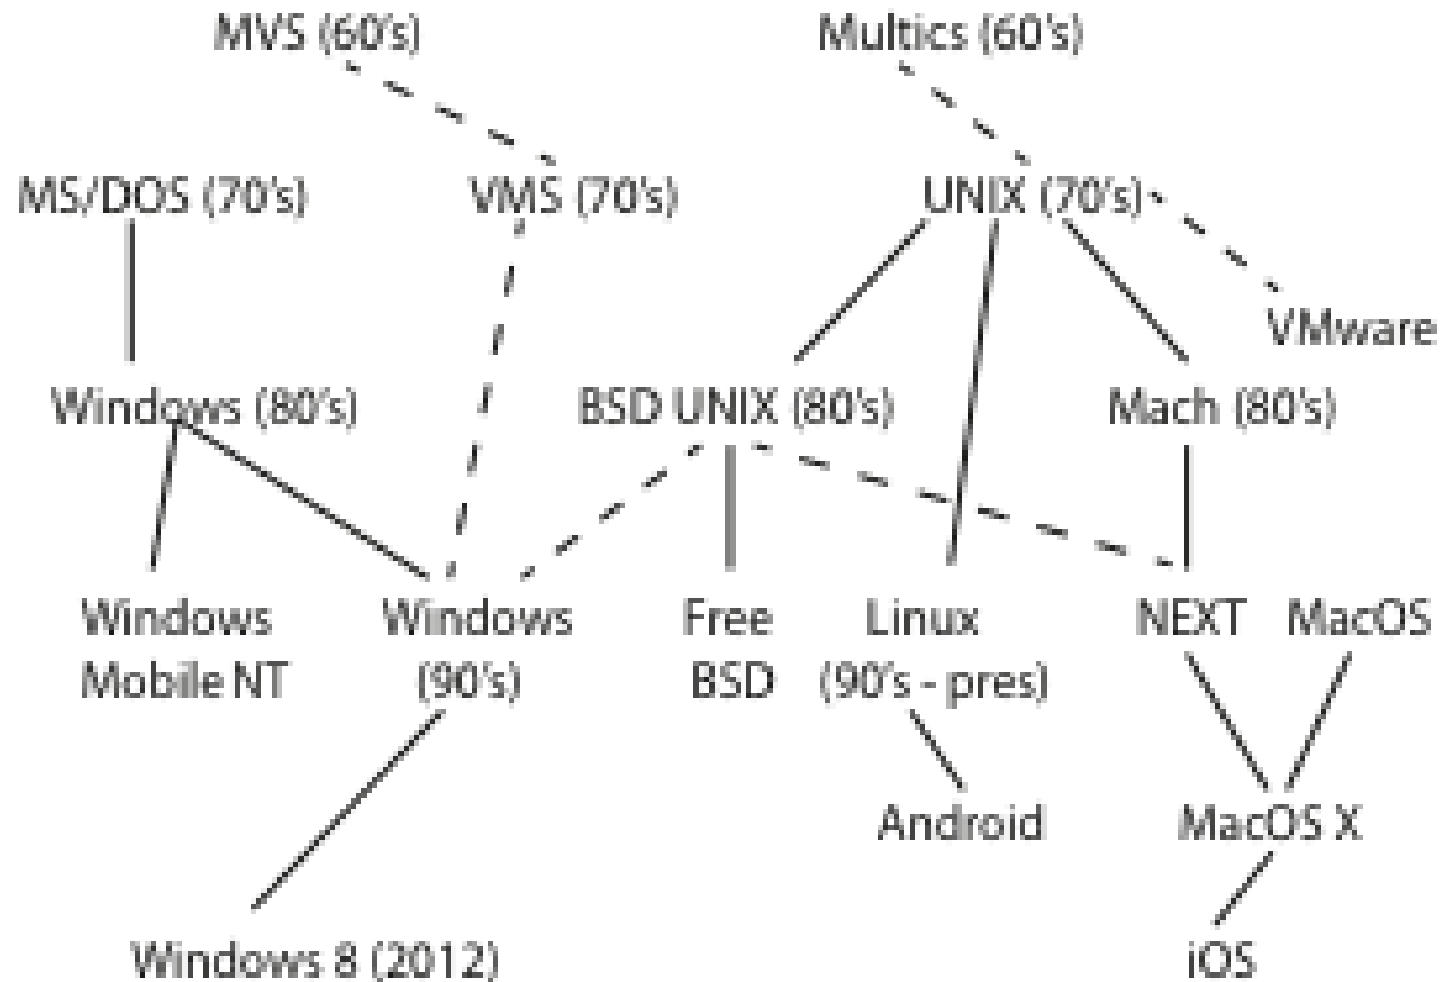 MVS (60's) Multics (60's)
MS/DOS (70's) VMS (70's) UNIX (70's)
VMware
Windows (80's) BSD UNIX (80's) Mach (80's)
Windows Windows Free Linux NEXT MacOS
Mobile NT (90's) BSD (90's - pres)
Android MacOS X
Windows 8 (2012) iOS